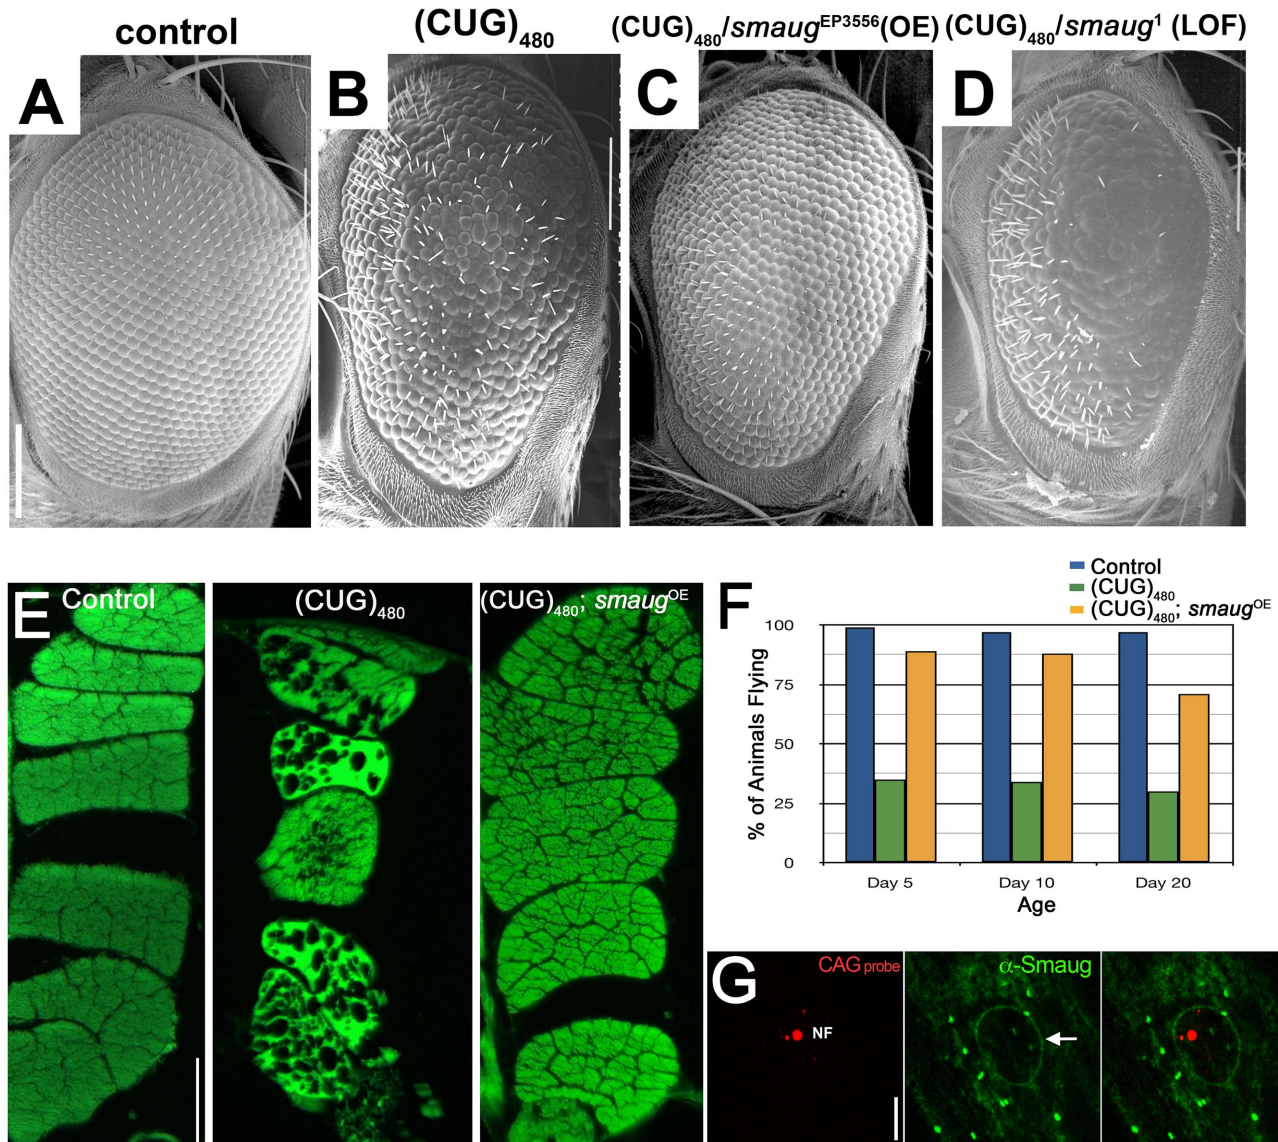 control
(CUG)480
(CUG)480/smaugEP3556(OE)
(CUG)480/smaug1 (LOF)
A
B
C
D
E
Control
(CUG)480
(CUG)480; smaugOE
F
Control
(CUG)480
(CUG)480; smaugOE
% of Animals Flying
100
75
50
25
0
Day 5
Day 10
Day 20
Age
G
CAG probe
NF
α-Smaug